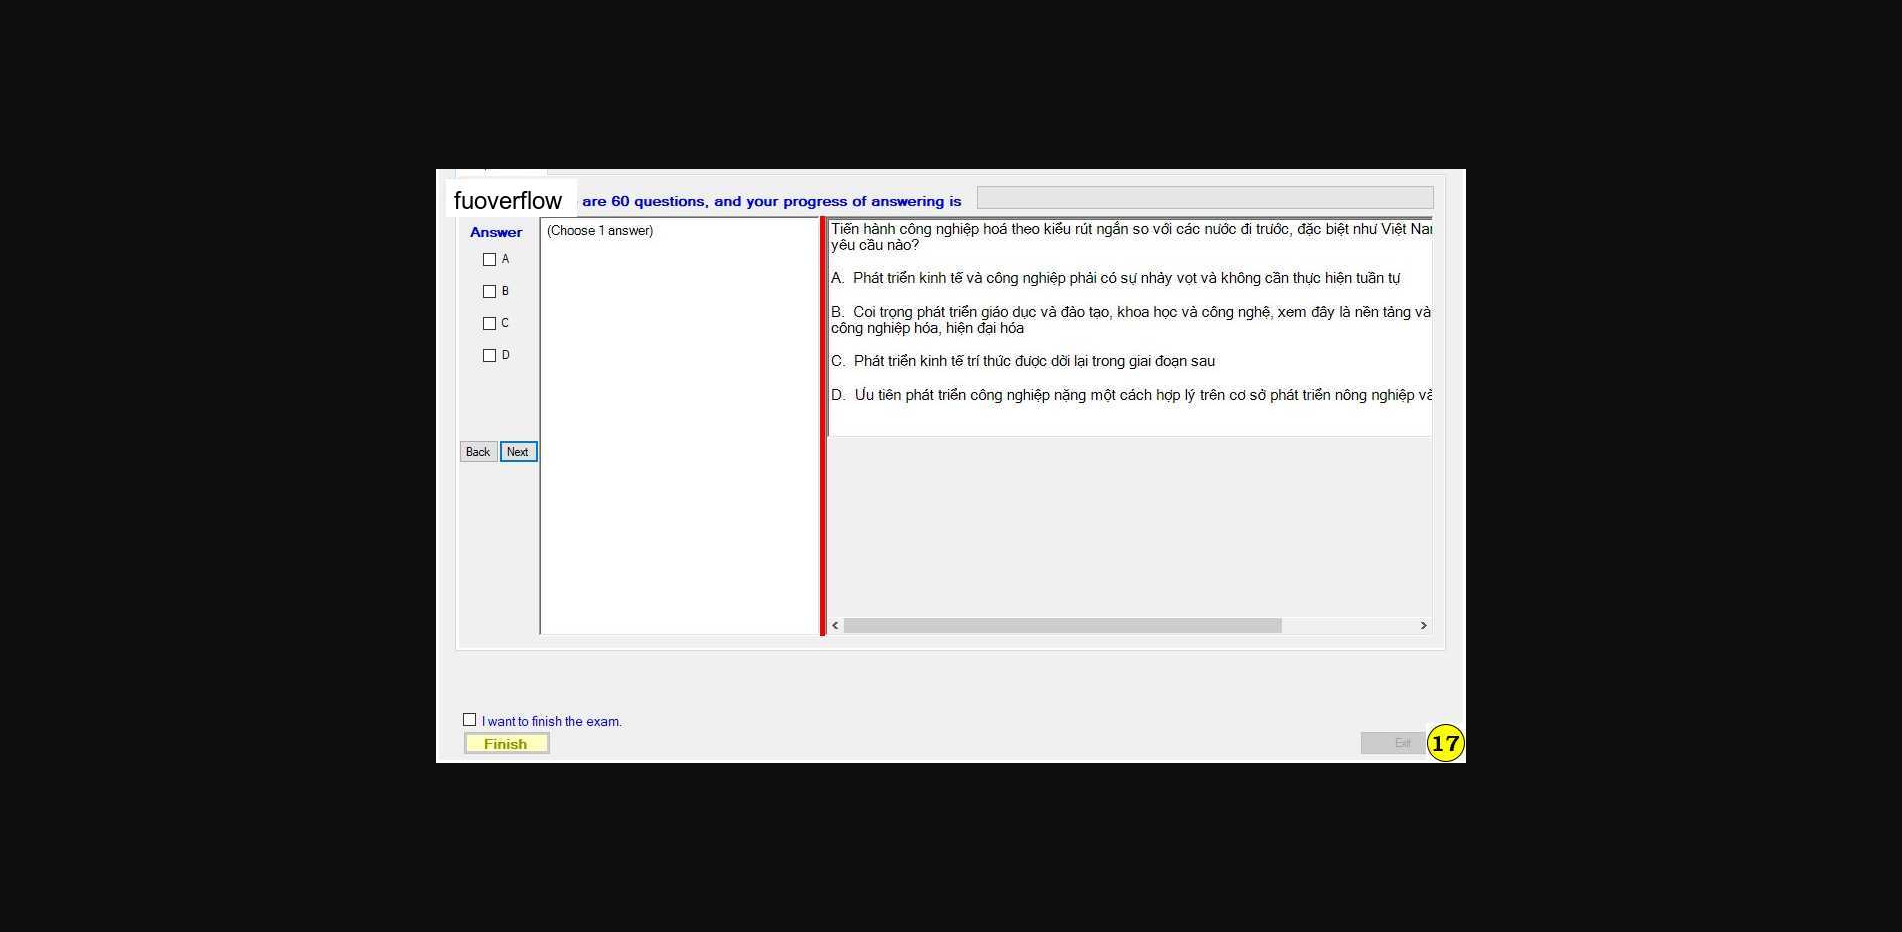 fuoverflow are 60 questions, and your progress of answering is
Answer
(Choose 1 answer)
A
B
C
D
Back Next
Tiến hành công nghiệp hoá theo kiểu rút ngắn so với các nước đi trước, đặc biệt như Việt
yêu cầu nào?
A. Phát triển kinh tế và công nghiệp phải có sự nhảy vọt và không cần thực hiện tuần tự
B. Coi trọng phát triển giáo dục và đào tạo, khoa học và công nghệ, xem đây là nền tảng và
công nghiệp hóa, hiện đại hóa
C. Phát triển kinh tế trí thức được dời lại trong giai đoạn sau
D. Ưu tiên phát triển công nghiệp nặng một cách hợp lý trên cơ sở phát triển nông nghiệp
I want to finish the exam.
Finish
Exit
17